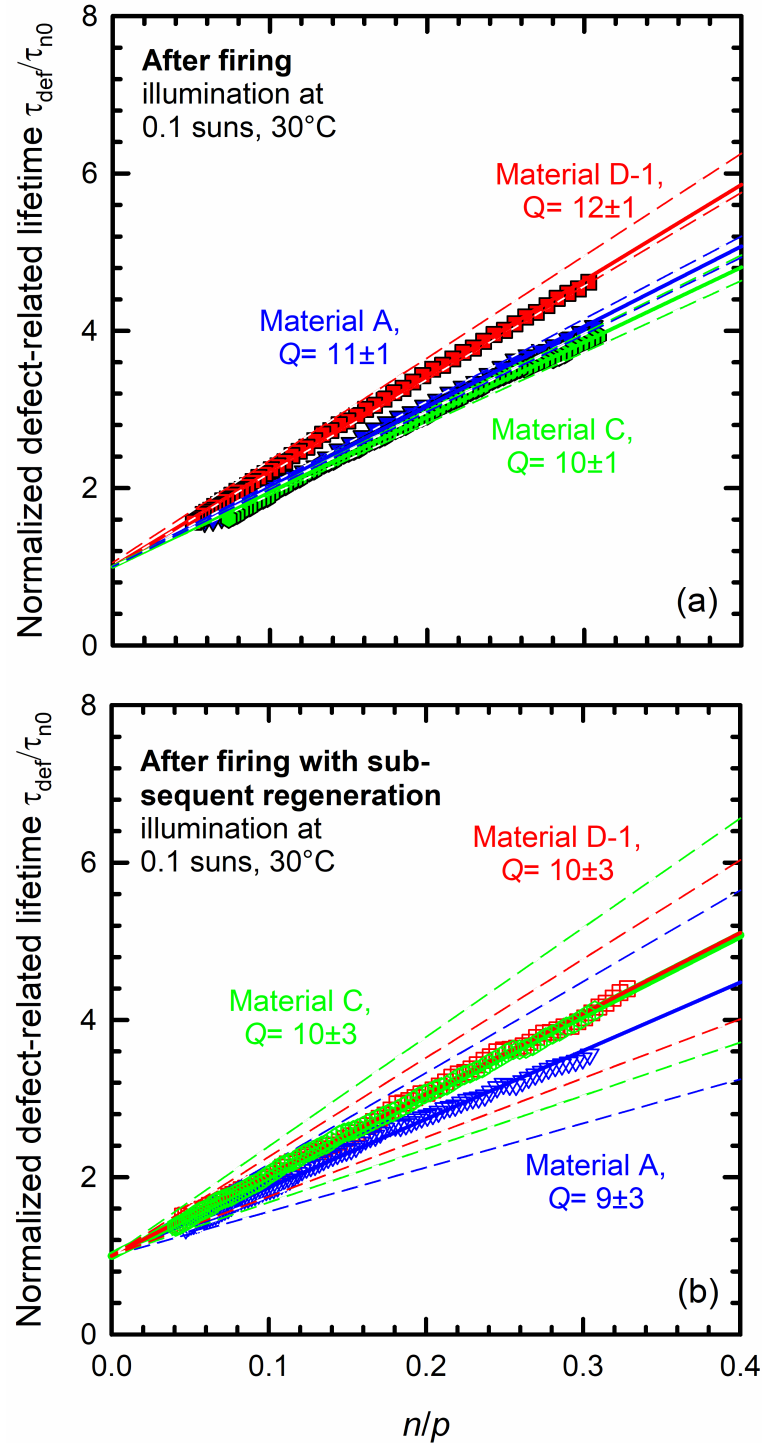 8
After firing
illumination at
0.1 suns, 30°C
6
Material D-1,
Q= 12±1
Material A,
Q= 11±1
4
Material C,
Q= 10±1
2
(a)
0
Normalized defect-related lifetime τdef/τn0
8
After firing with sub-
sequent regeneration
illumination at
0.1 suns, 30°C
Material D-1,
Q= 10±3
6
Material C,
Q= 10±3
4
Material A,
Q= 9±3
2
(b)
0
Normalized defect-related lifetime τdef/τn0
0.0 0.1 0.2 0.3 0.4
n/p